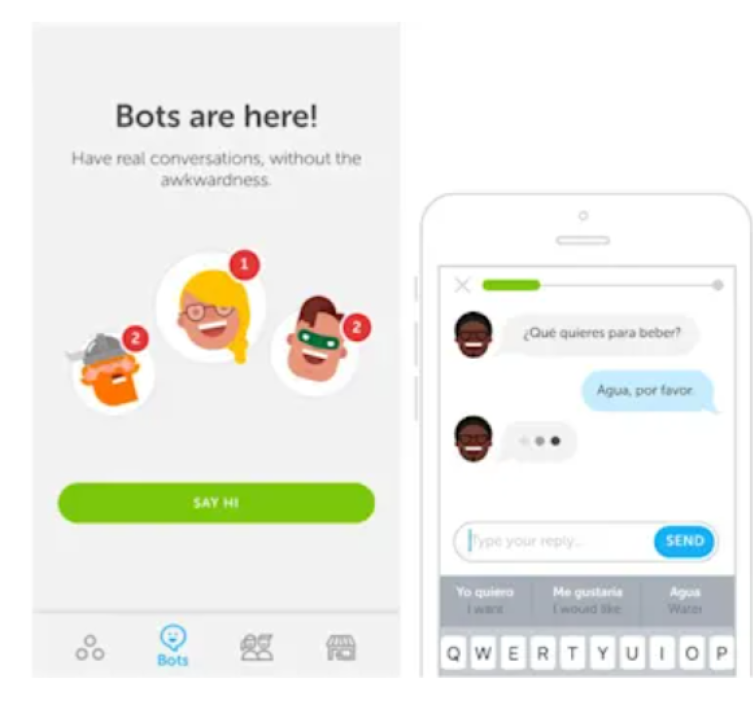 Bots are here!
Have real conversations, without the
awkwardness.
1
2
2
SAY HI
Bots
¿Qué quieres para beber?
Agua, por favor.
Type your reply...
SEND
Yo quiero
I want
Me gustaría
I would like
Agua
Water
Q W E R T Y U I O P